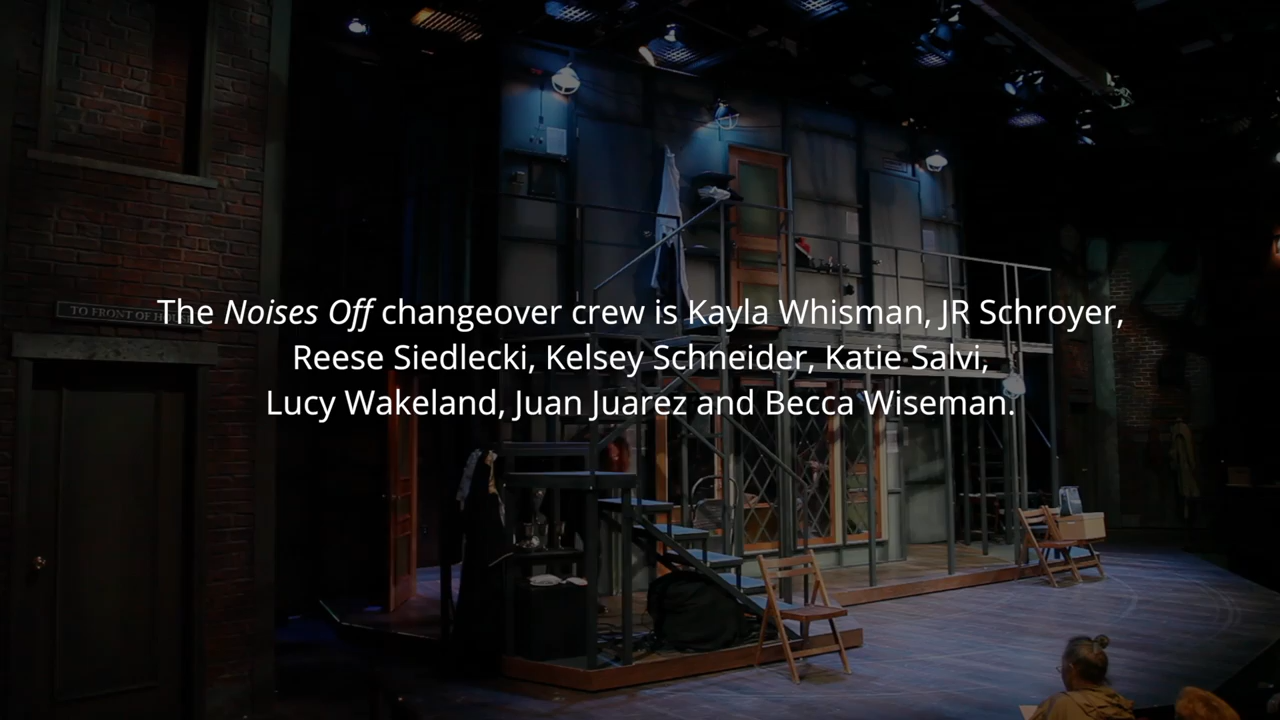 The Noises Off changeover crew is Kayla Whisman, JR Schroyer,
Reese Siedlecki, Kelsey Schneider, Katie Salvi,
Lucy Wakeland, Juan Juarez and Becca Wiseman.
TO FRONT OF